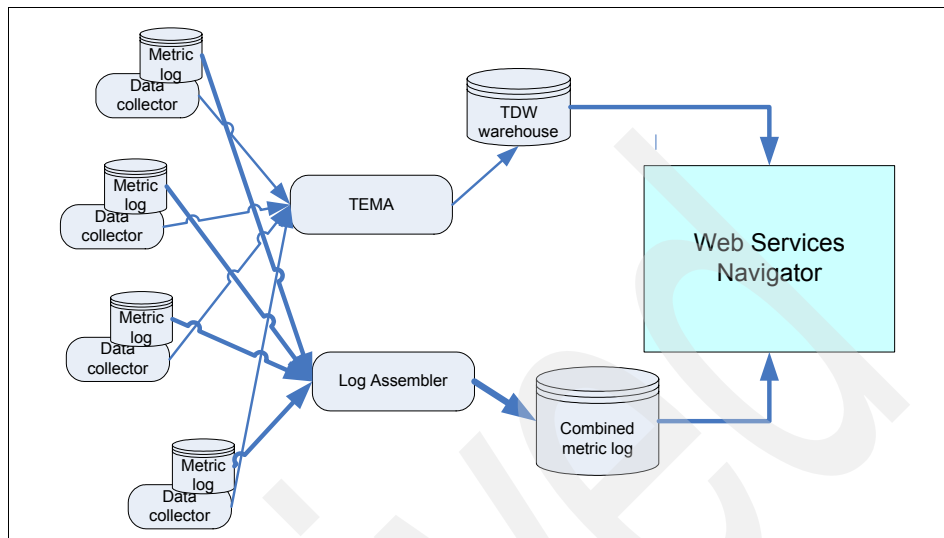 Metric
log
Data
collector
Metric
log
Data
collector
Metric
log
Data
collector
Metric
log
Data
collector
TEMA
Log Assembler
TDW
warehouse
Combined
metric log
Web Services
Navigator